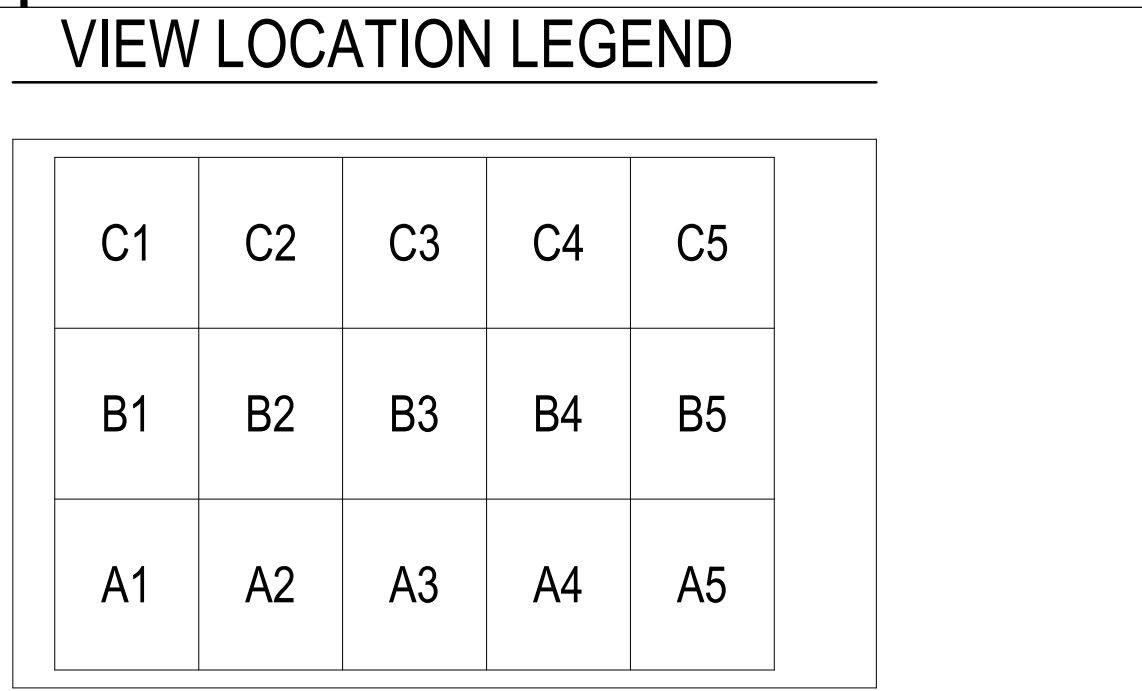 VIEW LOCATION LEGEND
C1 C2 C3 C4 C5
B1 B2 B3 B4 B5
A1 A2 A3 A4 A5